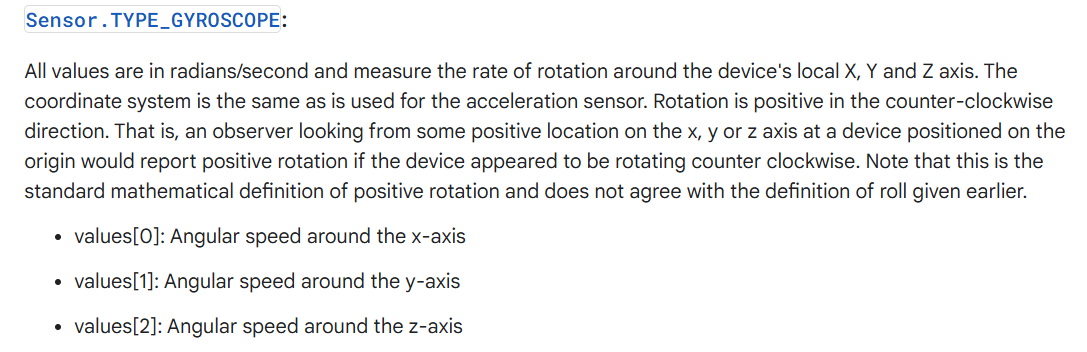 Sensor.TYPE_GYROSCOPE:
All values are in radians/second and measure the rate of rotation around the device's local X, Y and Z axis. The
coordinate system is the same as is used for the acceleration sensor. Rotation is positive in the counter-clockwise
direction. That is, an observer looking from some positive location on the x, y or z axis at a device positioned on the
origin would report positive rotation if the device appeared to be rotating counter clockwise. Note that this is the
standard mathematical definition of positive rotation and does not agree with the definition of roll given earlier.
• values[0]: Angular speed around the x-axis
• values[1]: Angular speed around the y-axis
• values[2]: Angular speed around the z-axis